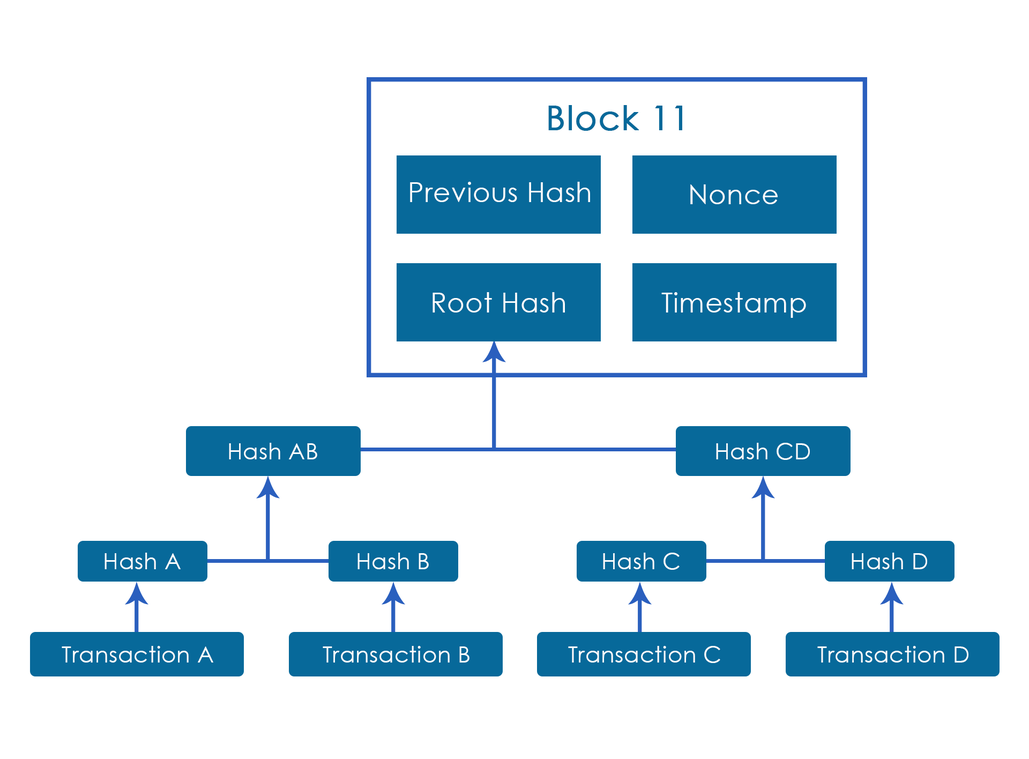 Block 11
Previous Hash
Nonce
Root Hash
Timestamp
Hash AB
Hash CD
Hash A
Hash B
Hash C
Hash D
Transaction A
Transaction B
Transaction C
Transaction D